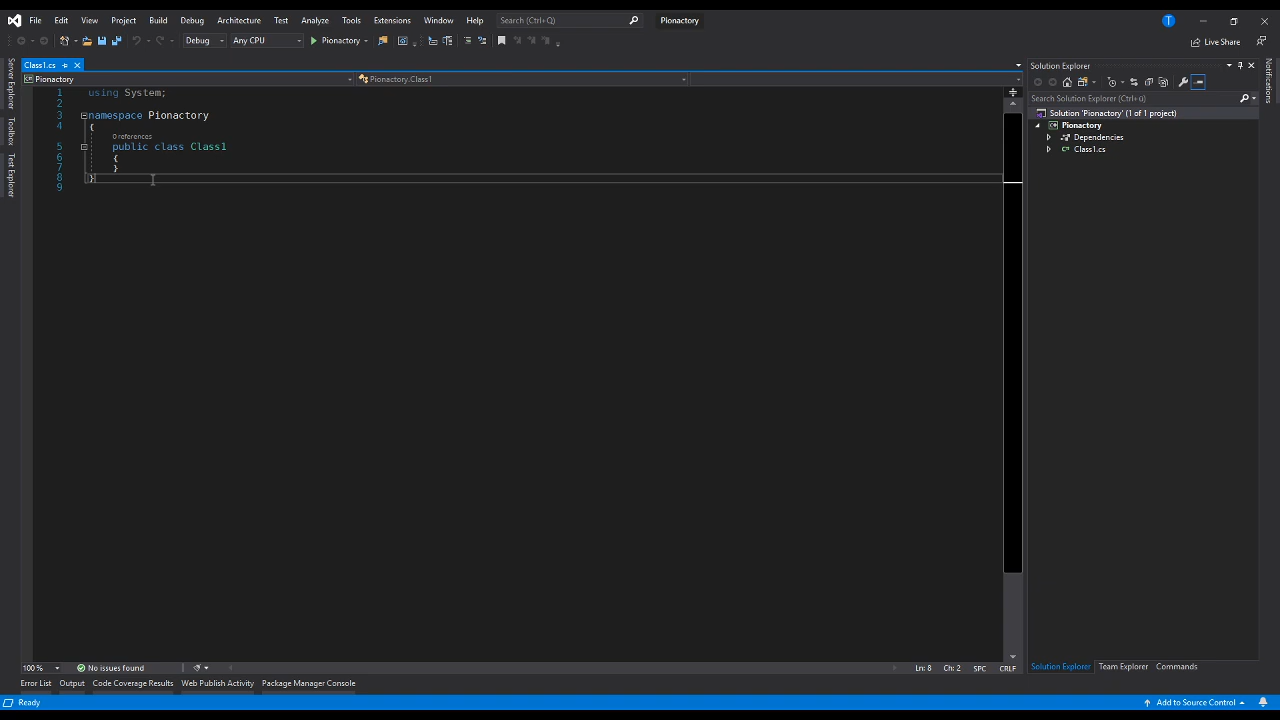 File Edit View Project Build Debug Architecture Test Analyze Tools Extensions Window Help Search (Ctrl+Q) Pionactory T
Debug Any CPU Pionactory Live Share
Class1.cs
Pionactory Pionactory.Class1
1 using System;
2
3 namespace Pionactory
4 {
0 references
5 public class Class1
6 {
7 }
8 }
9
100 % No issues found Ln: 8 Ch: 2 SPC CRLF
Server Explorer
Toolbox
Test Explorer
Solution Explorer
Search Solution Explorer (Ctrl+ü)
Solution 'Pionactory' (1 of 1 project)
Pionactory
Dependencies
C# Class1.cs
Solution Explorer Team Explorer Commands
Notifications
Error List Output Code Coverage Results Web Publish Activity Package Manager Console
Ready Add to Source Control